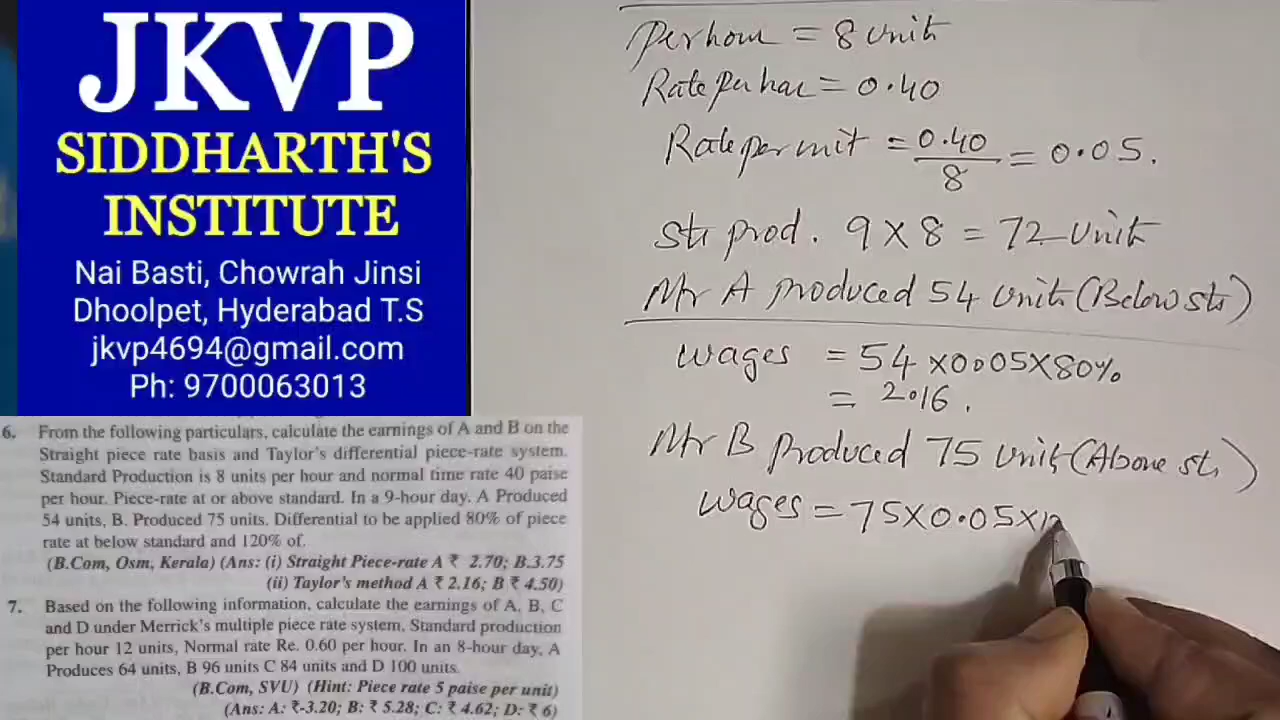 JKVP
SIDDHARTH'S
INSTITUTE
Nai Basti, Chowrah Jinsi
Dhoolpet, Hyderabad T.S
jkvp4694@gmail.com
Ph: 9700063013
6. From the following particulars, calculate the earnings of A and B on the
Straight piece rate basis and Taylor's differential piece-rate system.
Standard Production is 8 units per hour and normal time rate 40 paise
per hour. Piece-rate at or above standard. In a 9-hour day. A Produced
54 units, B. Produced 75 units. Differential to be applied 80% of piece
rate at below standard and 120% of.
(B.Com, Osm, Kerala) (Ans: (i) Straight Piece-rate A ₹ 2.70; B.3.75
(ii) Taylor's method A ₹ 2.16; B ₹ 4.50)
7. Based on the following information, calculate the earnings of A, B, C
and D under Merrick's multiple piece rate system, Standard production
per hour 12 units, Normal rate Re. 0.60 per hour. In an 8-hour day, A
Produces 64 units, B 96 units C 84 units and D 100 units.
(B.Com, SVU) (Hint: Piece rate 5 paise per unit)
(Ans: A: ₹-3.20; B: ₹ 5.28; C: ₹ 4.62; D: ₹ 6)
Per hour = 8 unit
Rate per = 0.40
Rate per unit = 0.40/8 = 0.05.
Str prod. 9 X 8 = 72 Unit
Mr A produced 54 Units (Below str)
Wages = 54 X 0.05 X 80%
= 2.16.
Mr B Produced 75 Units (Above str)
Wages = 75 X 0.05 X 12